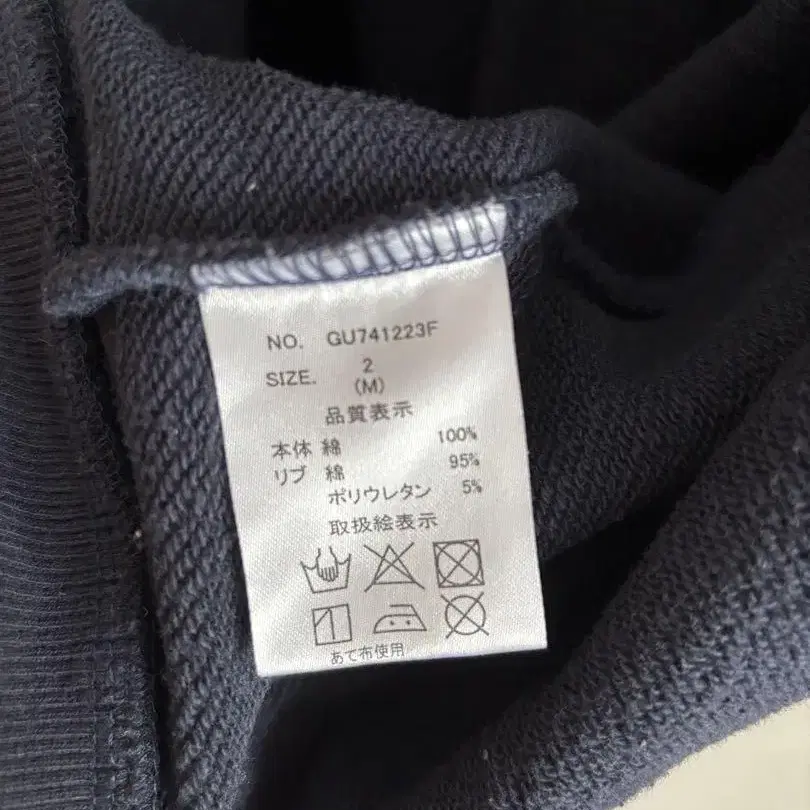 NO. GU741223F
SIZE. 2
(M)
品質表示
本体 綿 100%
リブ 綿 95%
ポリウレタン 5%
取扱絵表示
あて布使用